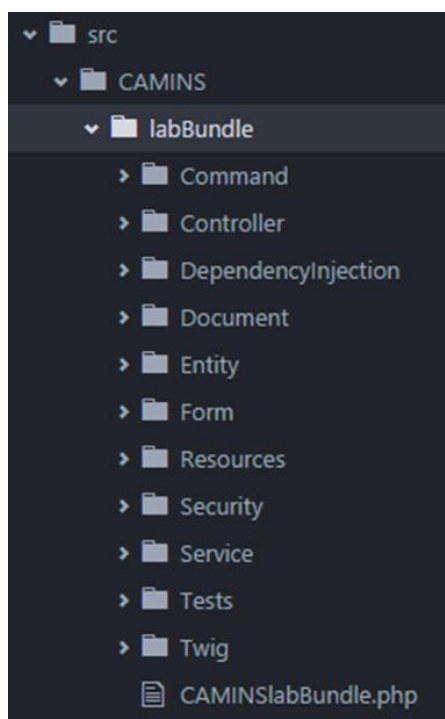 src
CAMINS
labBundle
Command
Controller
DependencyInjection
Document
Entity
Form
Resources
Security
Service
Tests
Twig
CAMINSlabBundle.php